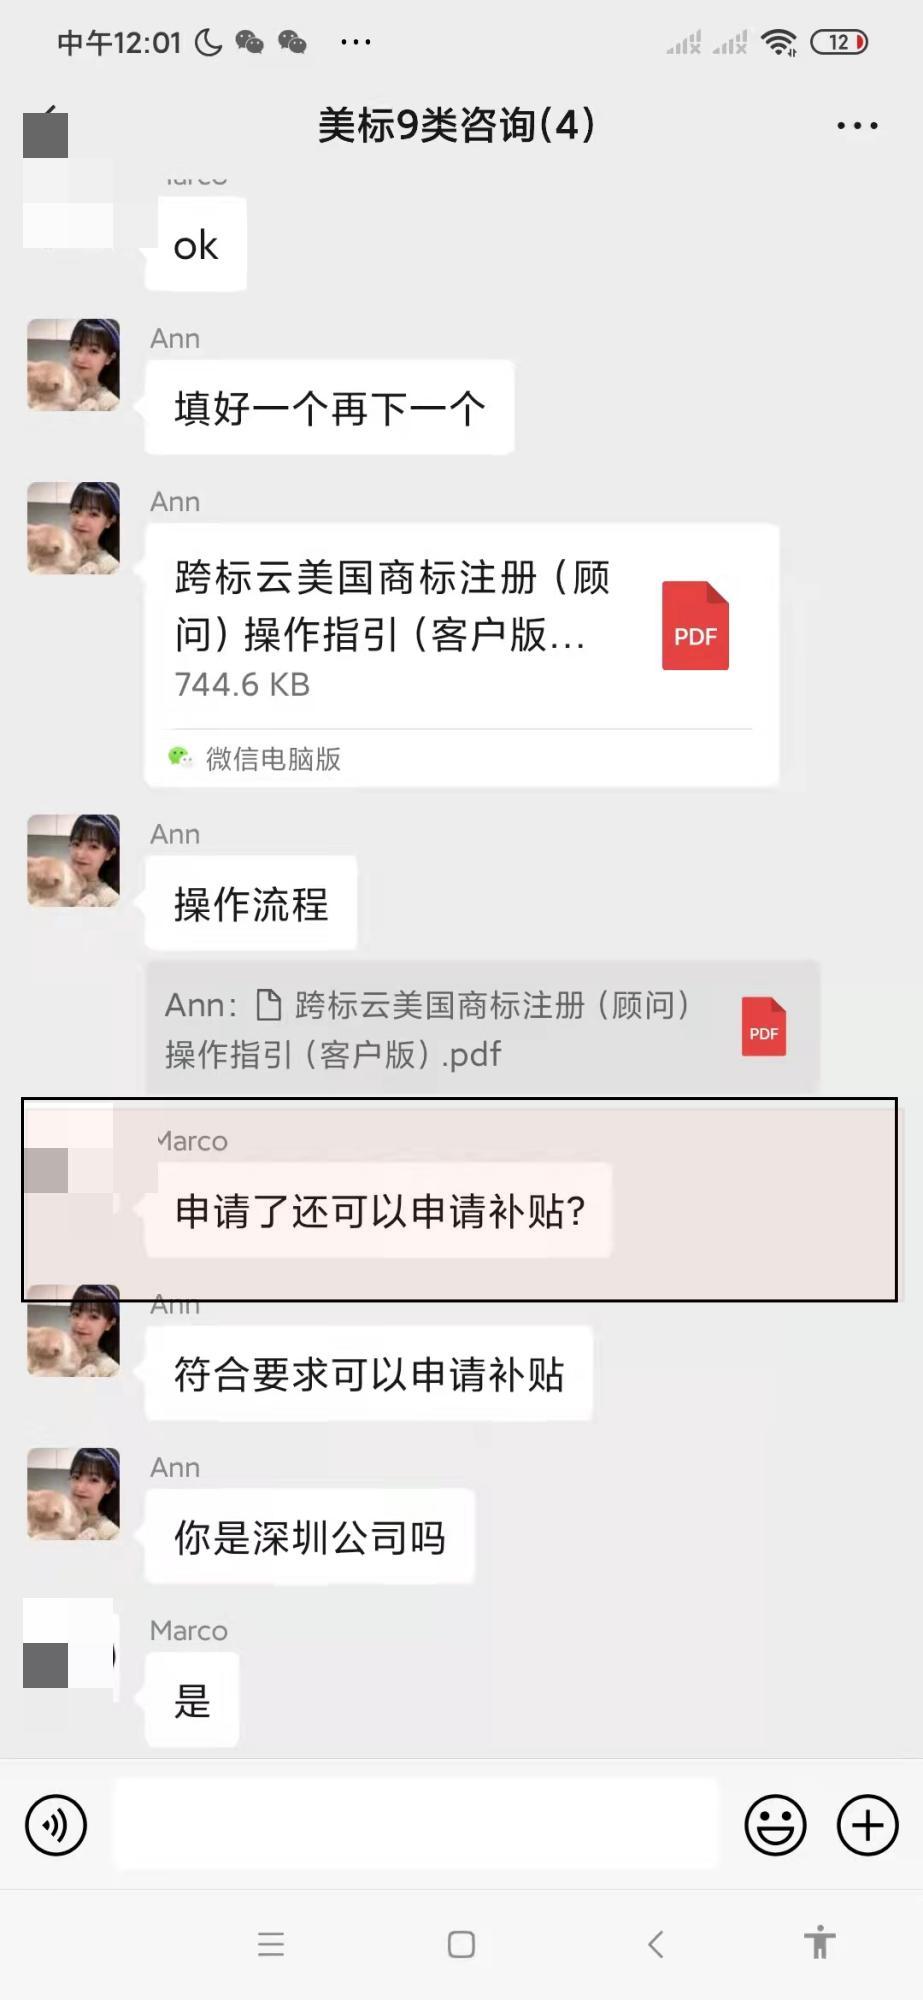 中午12:01
12
美标9类咨询(4)
ok
Ann
填好一个再下一个
Ann
跨标云美国商标注册（顾
问）操作指引（客户版...
PDF
744.6 KB
微信电脑版
Ann
操作流程
Ann：跨标云美国商标注册（顾问）
操作指引（客户版）.pdf
PDF
Marco
申请了还可以申请补贴？
Ann
符合要求可以申请补贴
Ann
你是深圳公司吗
Marco
是